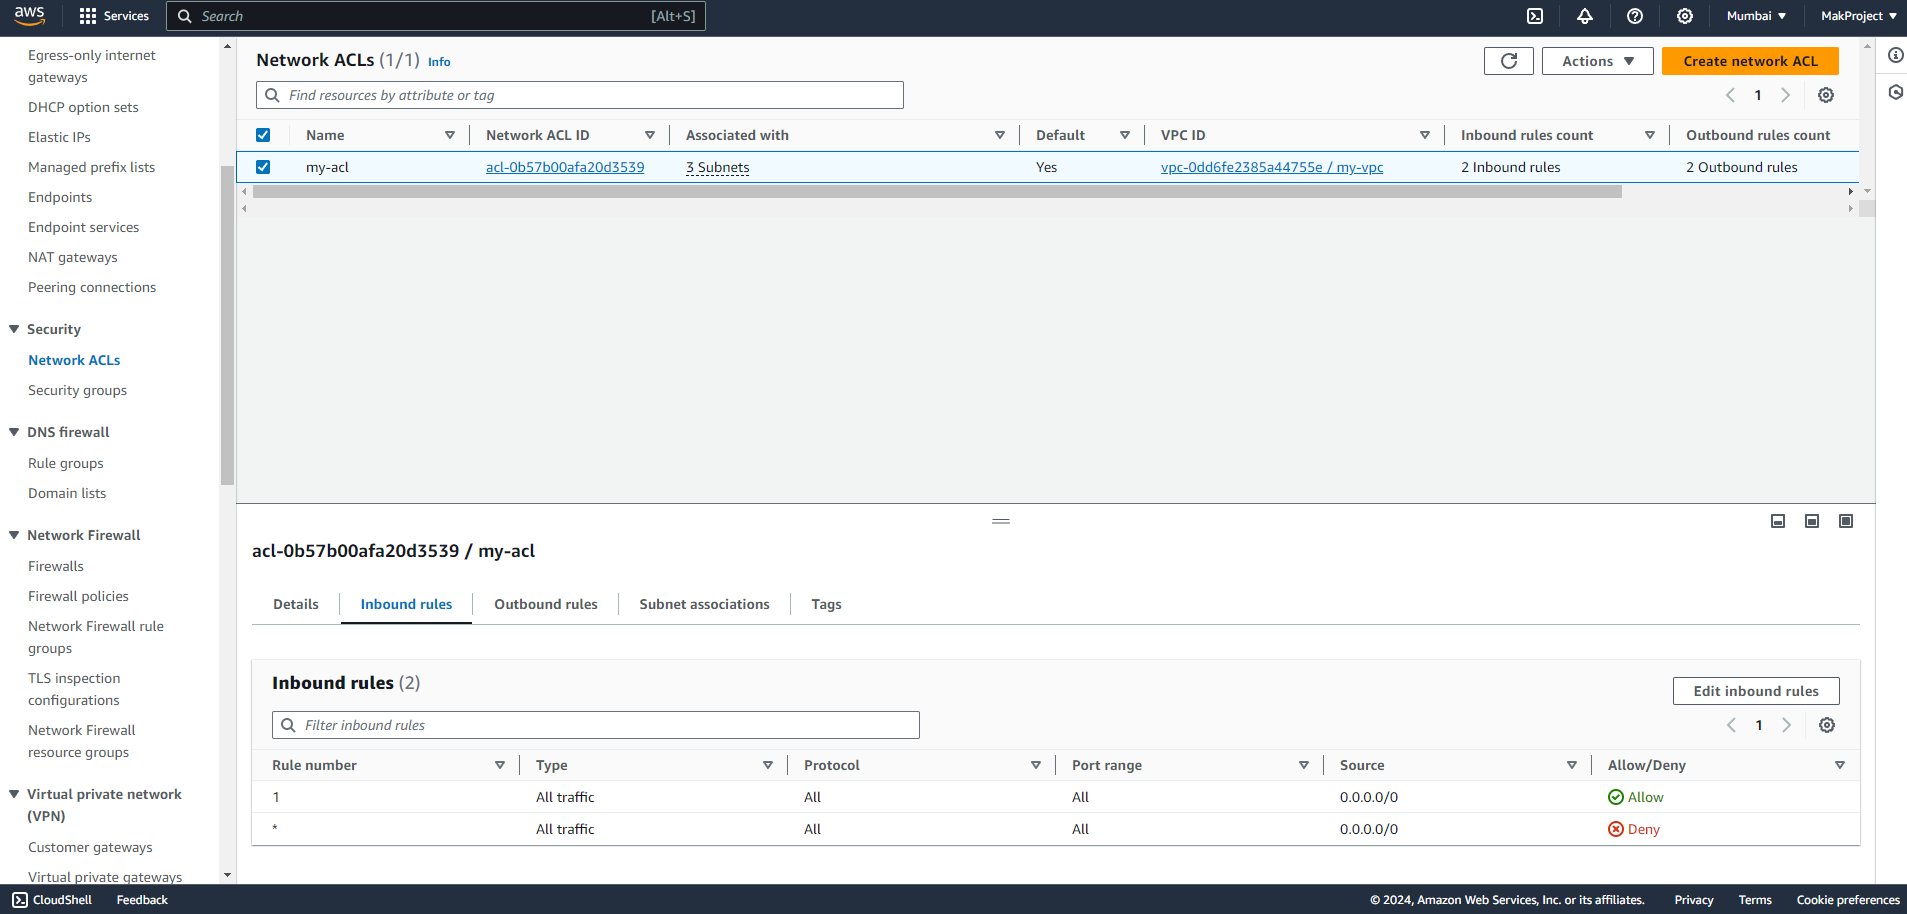 aws
Services
Search
[Alt+S]
Mumbai
MakProject
Egress-only internet
gateways
DHCP option sets
Elastic IPs
Managed prefix lists
Endpoints
Endpoint services
NAT gateways
Peering connections
Security
Network ACLs
Security groups
DNS firewall
Rule groups
Domain lists
Network Firewall
Firewalls
Firewall policies
Network Firewall rule
groups
TLS inspection
configurations
Network Firewall
resource groups
Virtual private network
(VPN)
Customer gateways
Virtual private gateways
Network ACLs (1/1) Info
Actions
Create network ACL
Find resources by attribute or tag
1
Name Network ACL ID Associated with Default VPC ID Inbound rules count Outbound rules count
my-acl acl-0b57b00afa20d3539 3 Subnets Yes vpc-0dd6fe2385a44755e / my-vpc 2 Inbound rules 2 Outbound rules
acl-0b57b00afa20d3539 / my-acl
Details Inbound rules Outbound rules Subnet associations Tags
Inbound rules (2)
Edit inbound rules
Filter inbound rules
1
Rule number Type Protocol Port range Source Allow/Deny
1 All traffic All All 0.0.0.0/0 Allow
* All traffic All All 0.0.0.0/0 Deny
CloudShell Feedback © 2024, Amazon Web Services, Inc. or its affiliates. Privacy Terms Cookie preferences